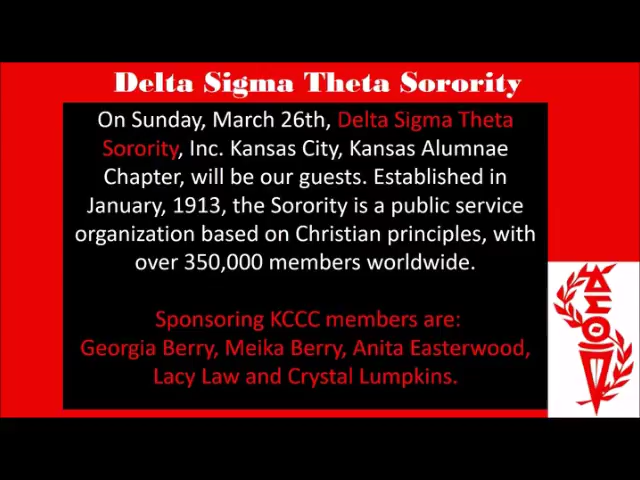 Delta Sigma Theta Sorority
On Sunday, March 26th, Delta Sigma Theta
Sorority, Inc. Kansas City, Kansas Alumnae
Chapter, will be our guests. Established in
January, 1913, the Sorority is a public service
organization based on Christian principles, with
over 350,000 members worldwide.
Sponsoring KCCC members are:
Georgia Berry, Meika Berry, Anita Easterwood,
Lacy Law and Crystal Lumpkins.
ΔΣΘ